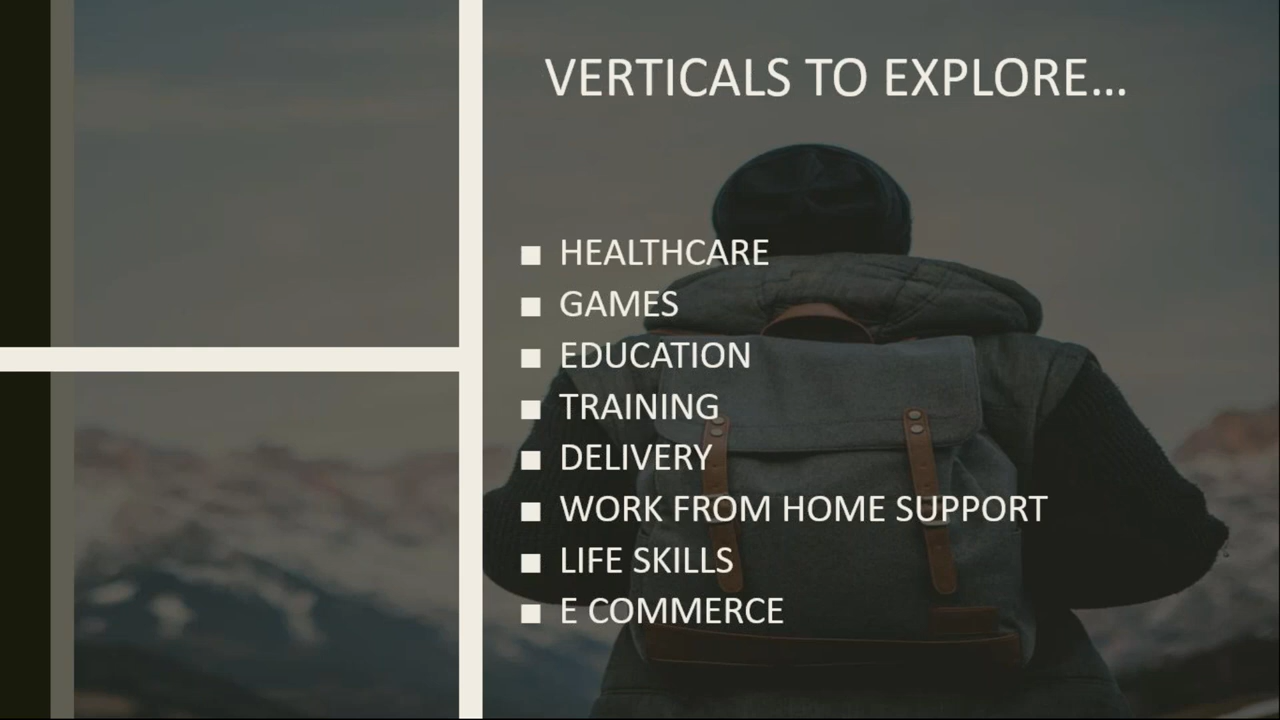 VERTICALS TO EXPLORE...
■ HEALTHCARE
■ GAMES
■ EDUCATION
■ TRAINING
■ DELIVERY
■ WORK FROM HOME SUPPORT
■ LIFE SKILLS
■ E COMMERCE